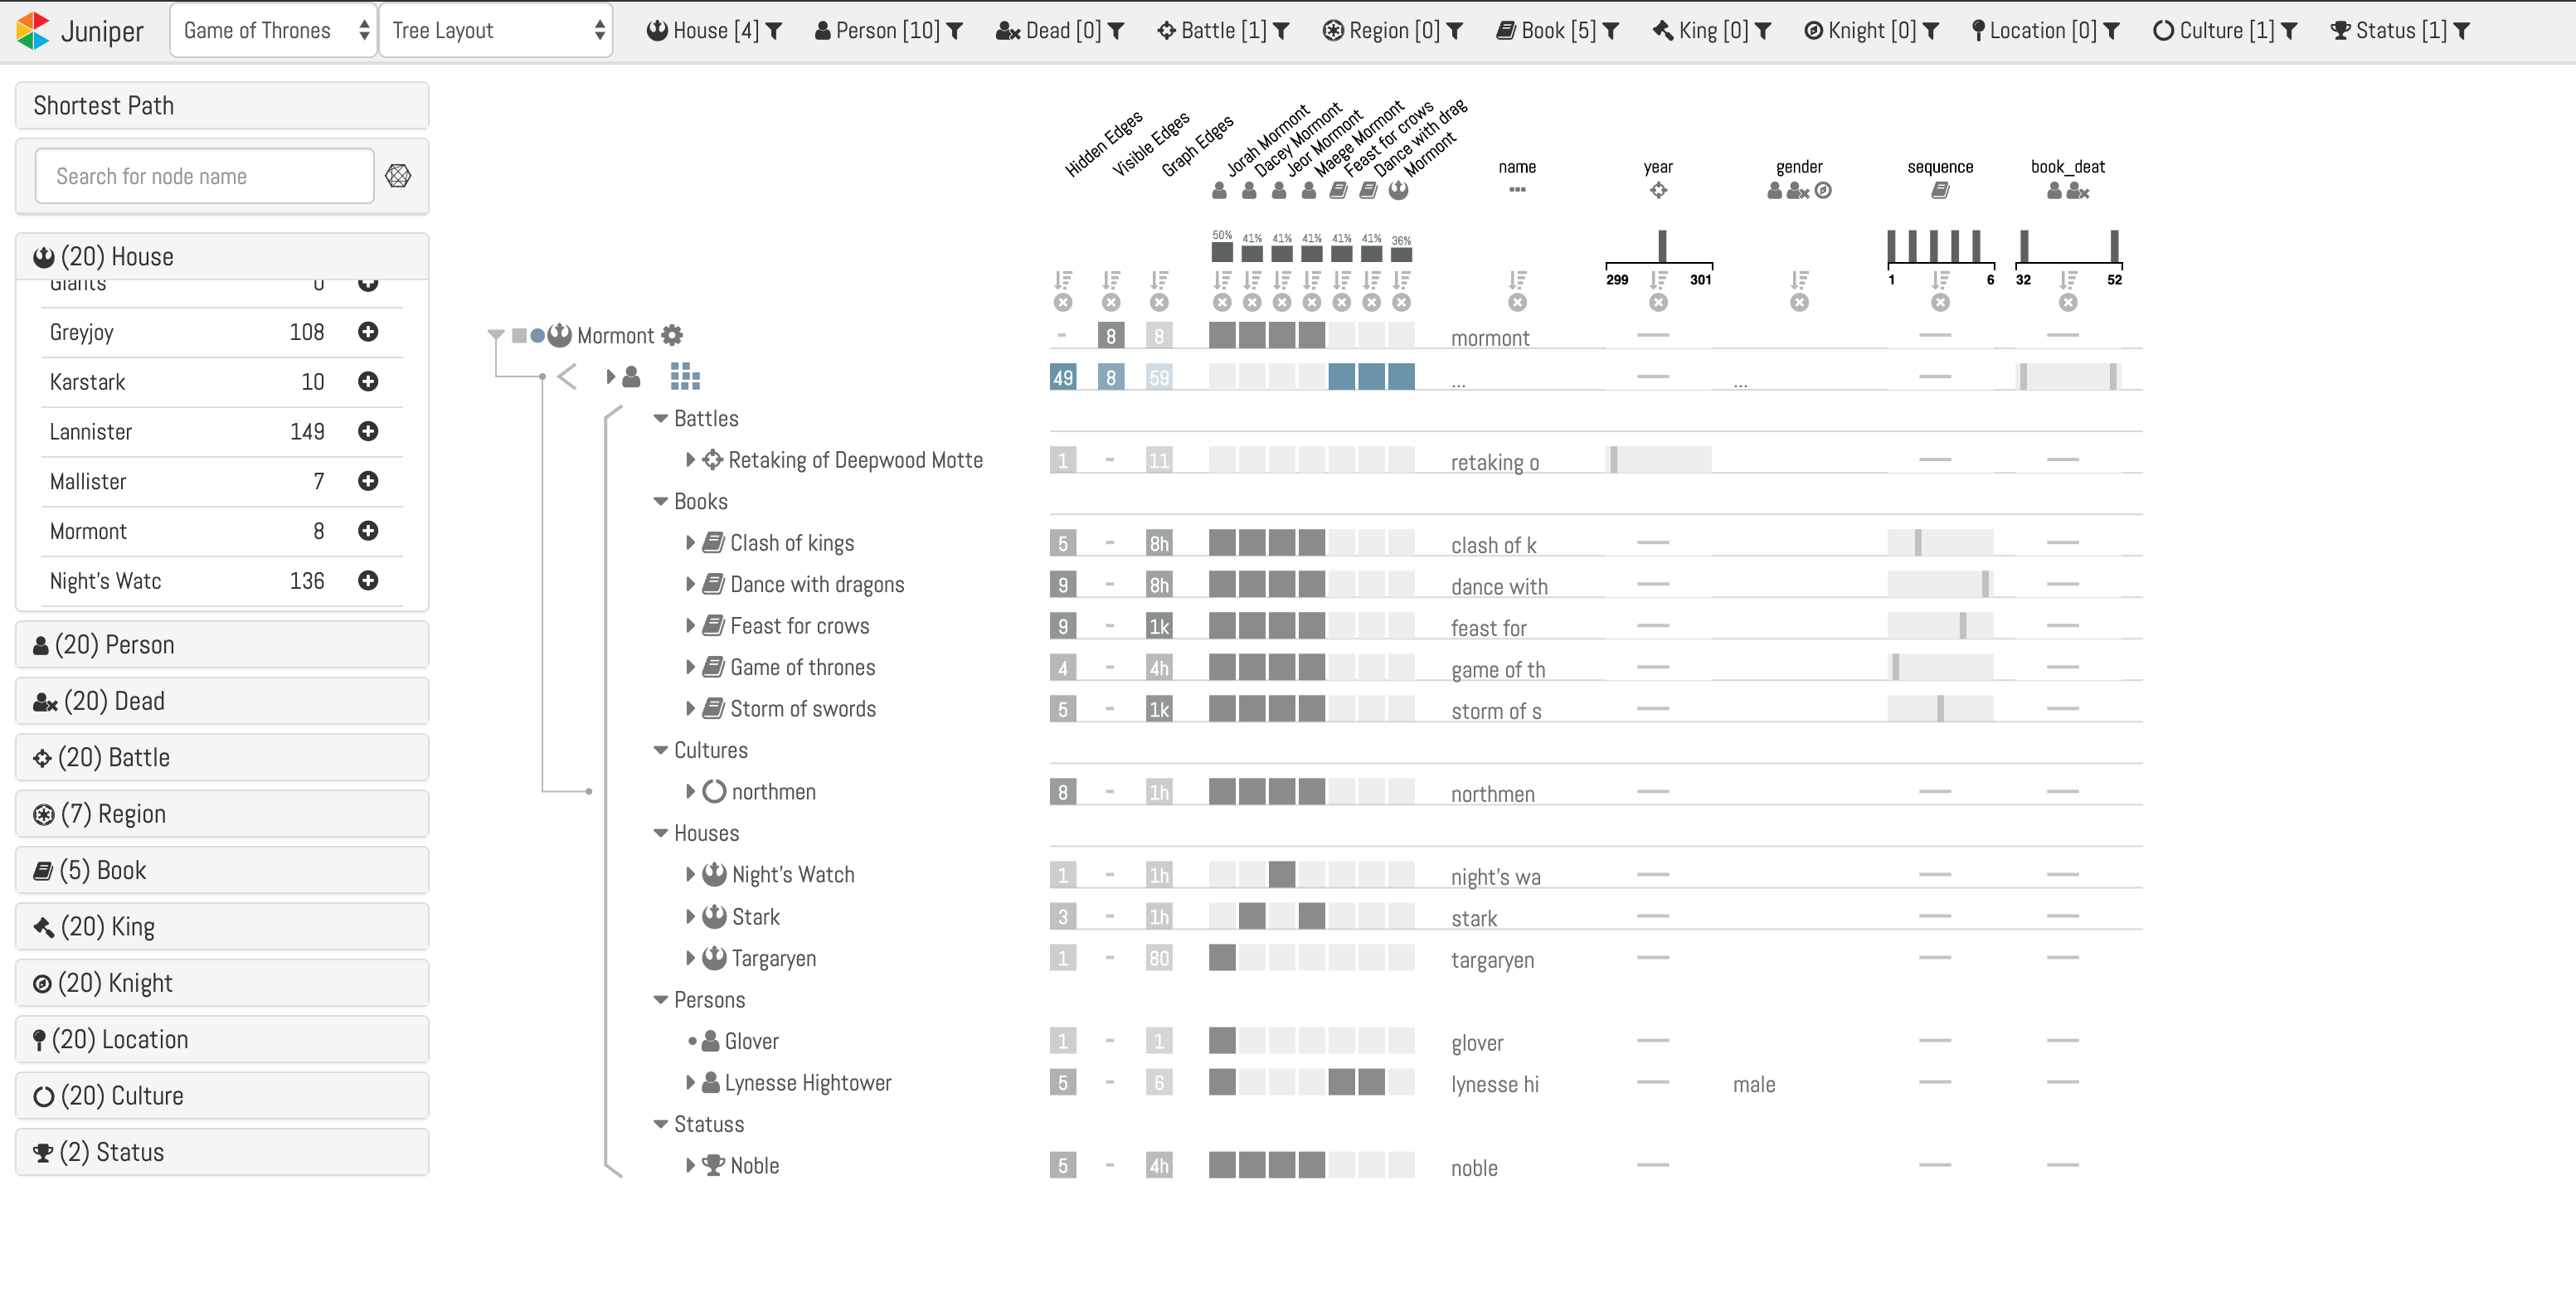 Juniper
Game of Thrones
Tree Layout
House [4]
Person [10]
Dead [0]
Battle [1]
Region [0]
Book [5]
King [0]
Knight [0]
Location [0]
Culture [1]
Status [1]
Shortest Path
Search for node name
(20) House
Giants 0
Greyjoy 108
Karstark 10
Lannister 149
Mallister 7
Mormont 8
Night's Watc 136
(20) Person
(20) Dead
(20) Battle
(7) Region
(5) Book
(20) King
(20) Knight
(20) Location
(20) Culture
(2) Status
Hidden Edges
Visible Edges
Graph Edges
Jorah Mormont
Dacey Mormont
Jeor Mormont
Maege Mormont
Feast for crows
Dance with drag
Mormont
name
year
gender
sequence
book_deat
50% 41% 41% 41% 41% 41% 36%
299 301
1 6
32 52
Mormont - 8 8 mormont
49 8 59 ... ...
Battles
Retaking of Deepwood Motte 1 - 11 retaking o
Books
Clash of kings 5 - 8h clash of k
Dance with dragons 9 - 8h dance with
Feast for crows 9 - 1k feast for
Game of thrones 4 - 4h game of th
Storm of swords 5 - 1k storm of s
Cultures
northmen 8 - 1h northmen
Houses
Night's Watch 1 - 1h night's wa
Stark 3 - 1h stark
Targaryen 1 - 80 targaryen
Persons
Glover 1 - 1 glover
Lynesse Hightower 5 - 6 lynesse hi male
Statuss
Noble 5 - 4h noble